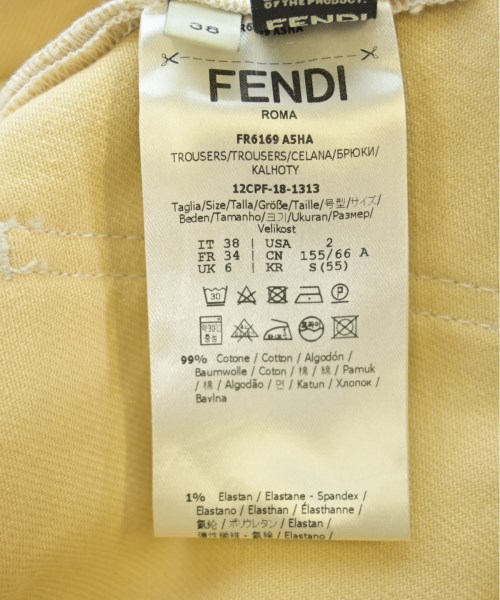 OF THE PRODUCT.
FENDI
38
FENDI
ROMA
FR6169 A5HA
TROUSERS/TROUSERS/CELANA/БРЮКИ/
KALHOTY
12CPF-18-1313
Taglia/Size/Talla/Größe/Taille/号型/サイズ/
Beden/Tamanho/크기/Ukuran/Размер/
Velikost
IT 38 | USA 2
FR 34 | CN 155/66 A
UK 6 | KR S(55)
30
99% Cotone / Cotton / Algodón /
Baumwolle / Coton / 棉 / 綿 / Pamuk
/ 棉 / Algodão / 면 / Katun / Хлопок /
Bavlna
1% Elastan / Elastane - Spandex /
Elastano / Elasthan / Élasthanne /
氨纶 / ポリウレタン / Elastan /
Elastano /